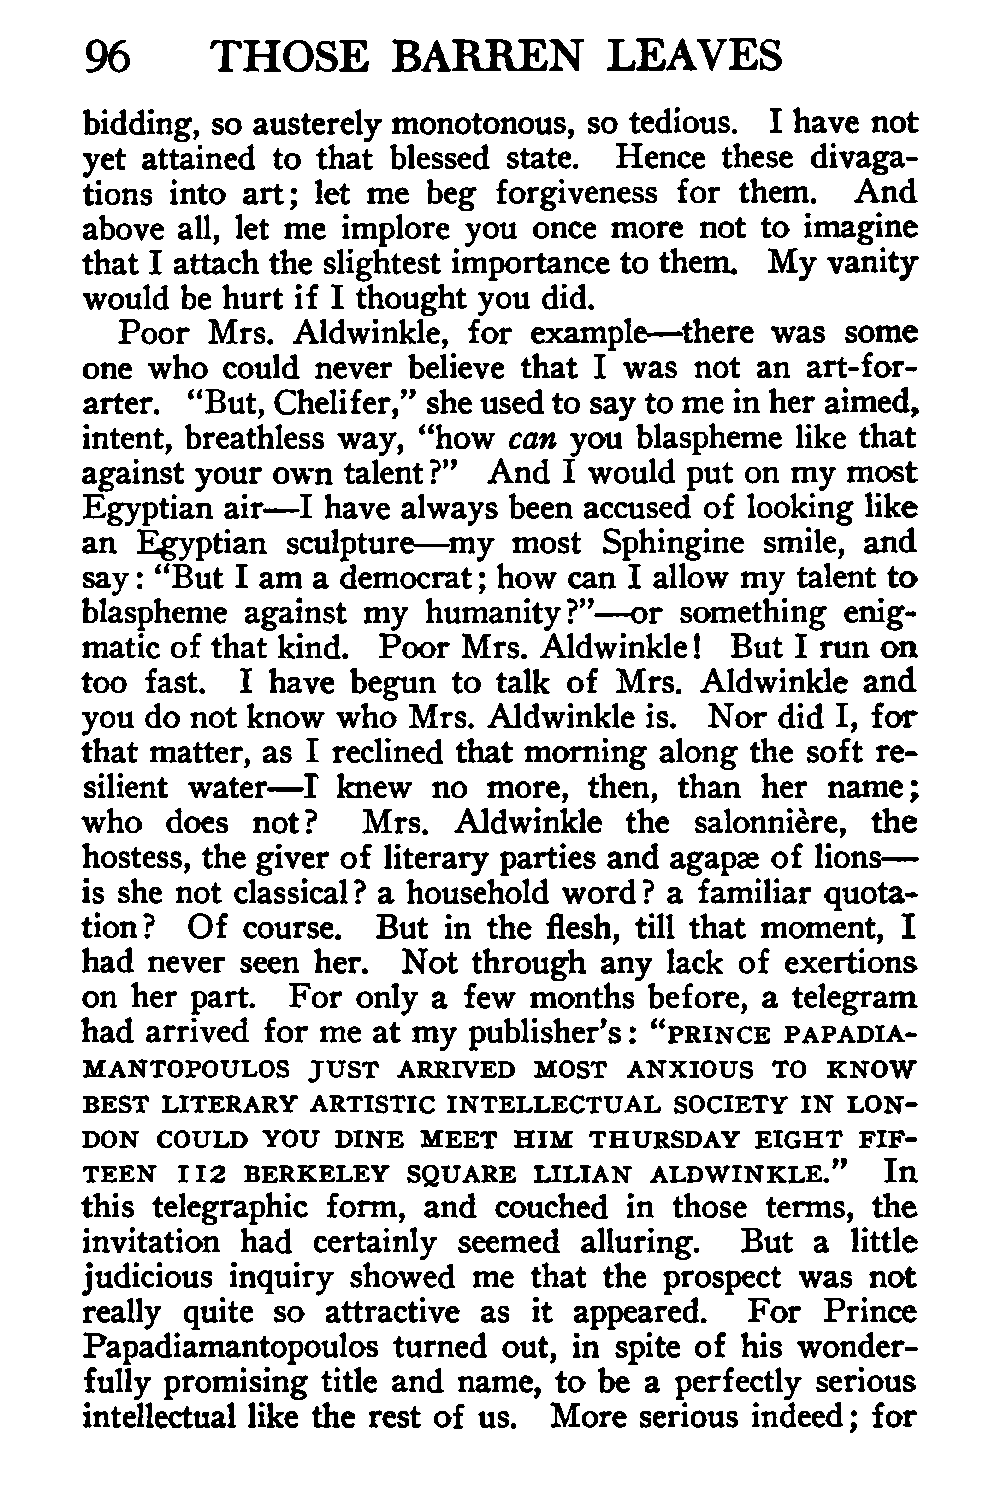 96 THOSE BARREN LEAVES
bidding, so austerely monotonous, so tedious. I have not
yet attained to that blessed state. Hence these divaga-
tions into art; let me beg forgiveness for them. And
above all, let me implore you once more not to imagine
that I attach the slightest importance to them. My vanity
would be hurt if I thought you did.
Poor Mrs. Aldwinkle, for example—there was some
one who could never believe that I was not an art-for-
arter. “But, Chelifer,” she used to say to me in her aimed,
intent, breathless way, “how can you blaspheme like that
against your own talent?” And I would put on my most
Egyptian air—I have always been accused of looking like
an Egyptian sculpture—my most Sphingine smile, and
say: “But I am a democrat; how can I allow my talent to
blaspheme against my humanity?”—or something enig-
matic of that kind. Poor Mrs. Aldwinkle! But I run on
too fast. I have begun to talk of Mrs. Aldwinkle and
you do not know who Mrs. Aldwinkle is. Nor did I, for
that matter, as I reclined that morning along the soft re-
silient water—I knew no more, then, than her name;
who does not? Mrs. Aldwinkle the salonnière, the
hostess, the giver of literary parties and agapæ of lions—
is she not classical? a household word? a familiar quota-
tion? Of course. But in the flesh, till that moment, I
had never seen her. Not through any lack of exertions
on her part. For only a few months before, a telegram
had arrived for me at my publisher’s: “PRINCE PAPADIA-
MANTOPOULOS JUST ARRIVED MOST ANXIOUS TO KNOW
BEST LITERARY ARTISTIC INTELLECTUAL SOCIETY IN LON-
DON COULD YOU DINE MEET HIM THURSDAY EIGHT FIF-
TEEN 112 BERKELEY SQUARE LILIAN ALDWINKLE.” In
this telegraphic form, and couched in those terms, the
invitation had certainly seemed alluring. But a little
judicious inquiry showed me that the prospect was not
really quite so attractive as it appeared. For Prince
Papadiamantopoulos turned out, in spite of his wonder-
fully promising title and name, to be a perfectly serious
intellectual like the rest of us. More serious indeed; for